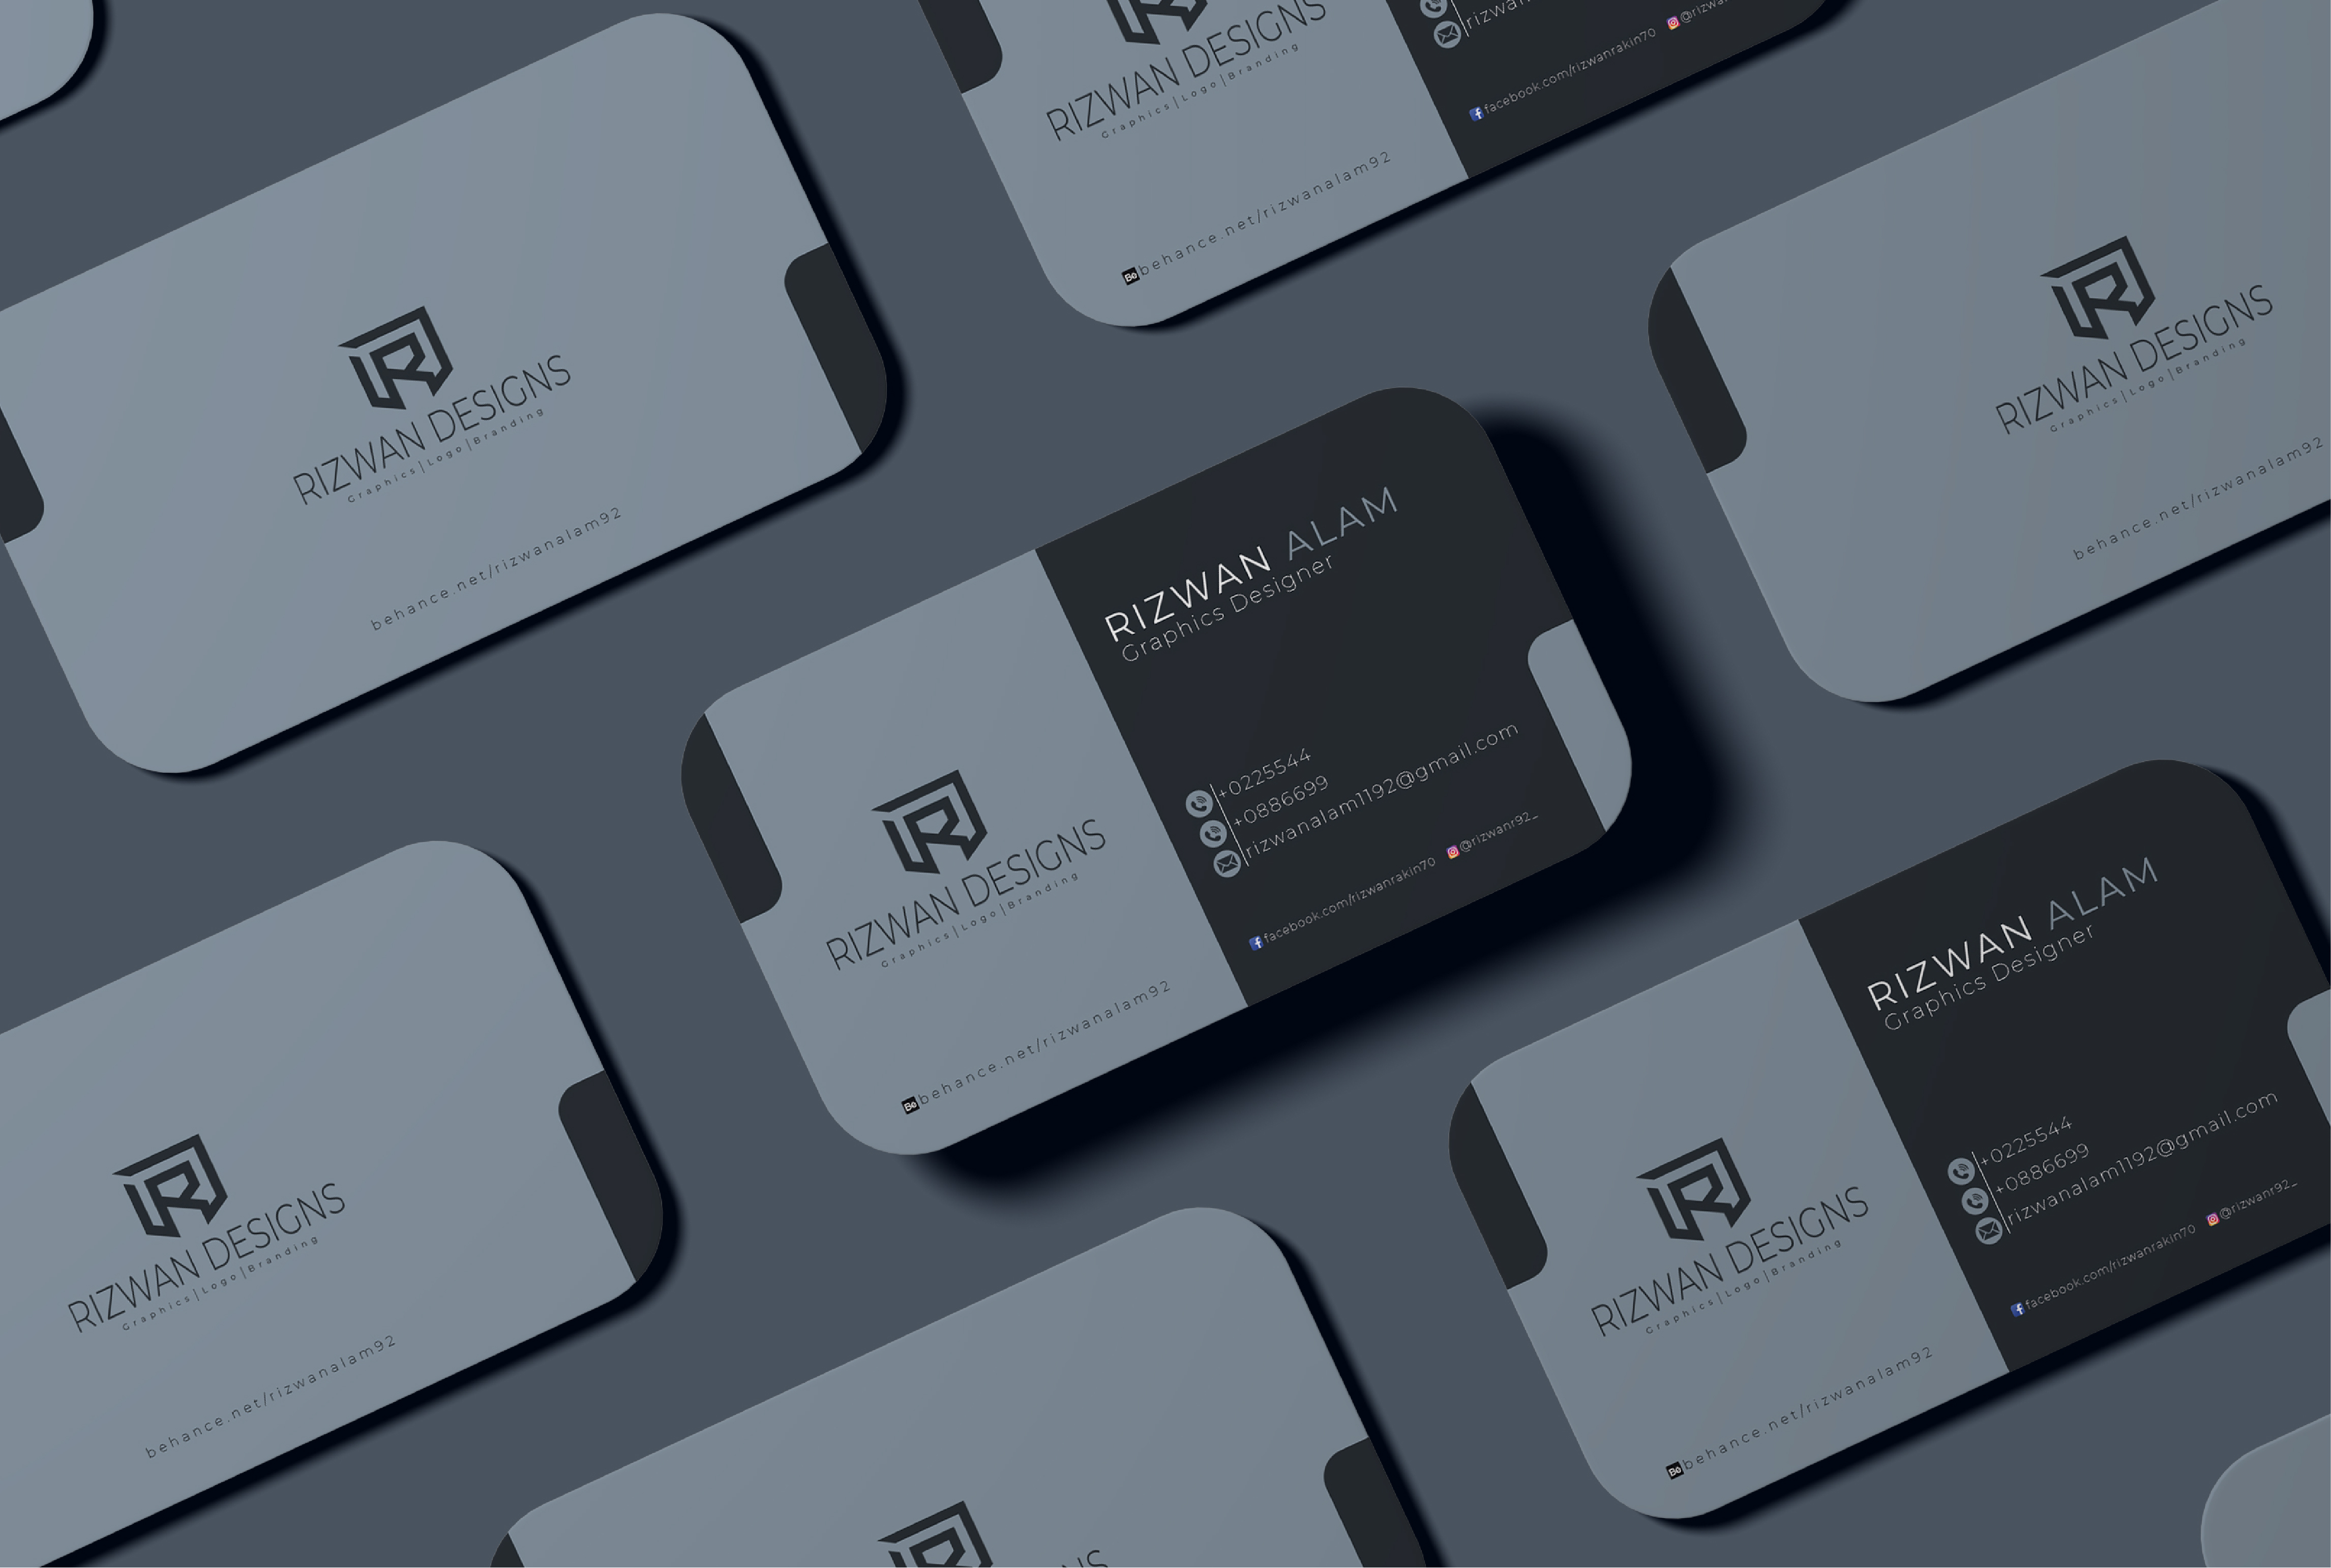 RIZWAN DESIGNS
Graphics|Logo|Branding
behance.net/rizwanalam92
facebook.com/rizwanrakin70
RIZWAN DESIGNS
Graphics|Logo|Branding
behance.net/rizwanalam92
RIZWAN DESIGNS
Graphics|Logo|Branding
behance.net/rizwanalam92
RIZWAN ALAM
Graphics Designer
+0225544
+0886699
rizwanalam1192@gmail.com
facebook.com/rizwanrakin70 @rizwanr92_
RIZWAN DESIGNS
Graphics|Logo|Branding
Be behance.net/rizwanalam92
RIZWAN ALAM
Graphics Designer
+0225544
+0886699
rizwanalam1192@gmail.com
facebook.com/rizwanrakin70 @rizwanr92_
RIZWAN DESIGNS
Graphics|Logo|Branding
Be behance.net/rizwanalam92
RIZWAN DESIGNS
Graphics|Logo|Branding
behance.net/rizwanalam92